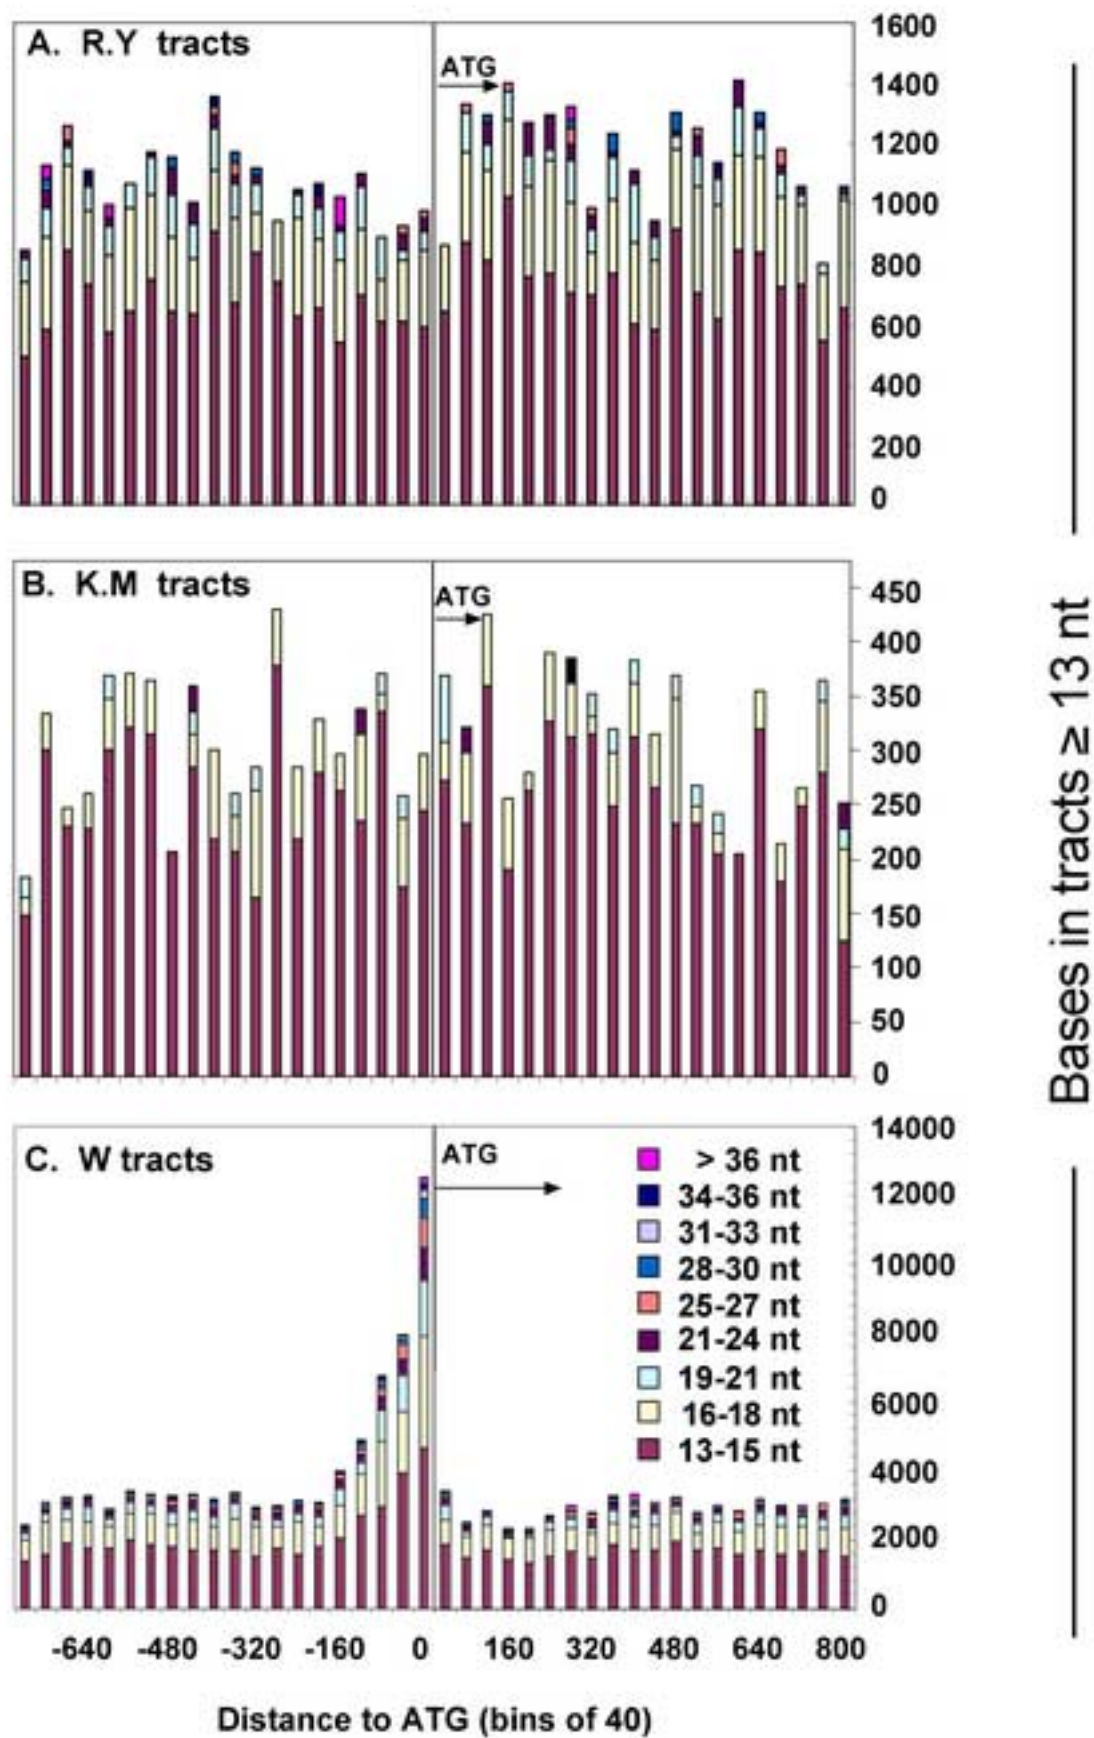 A. R.Y tracts
ATG
1600
1400
1200
1000
800
600
400
200
0
B. K.M tracts
ATG
450
400
350
300
250
200
150
100
50
0
Bases in tracts ≥ 13 nt
C. W tracts
ATG
> 36 nt
34-36 nt
31-33 nt
28-30 nt
25-27 nt
21-24 nt
19-21 nt
16-18 nt
13-15 nt
14000
12000
10000
8000
6000
4000
2000
0
-640 -480 -320 -160 0 160 320 480 640 800
Distance to ATG (bins of 40)